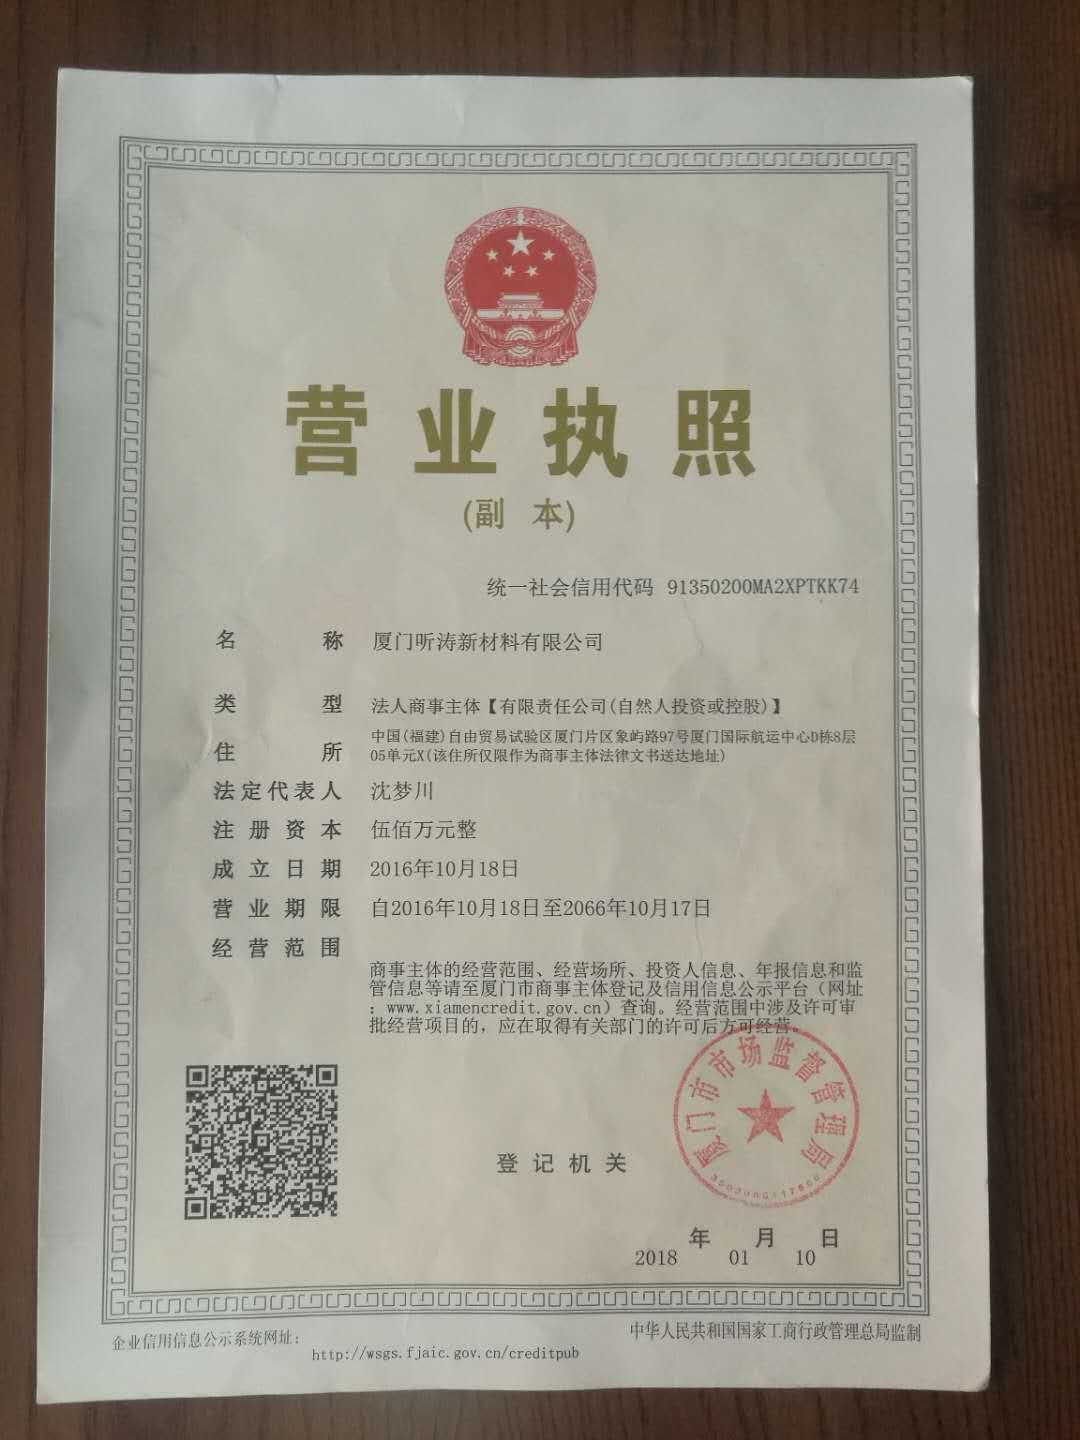 营业执照
(副 本)
统一社会信用代码 91350200MA2XPTKK74
名 称 厦门听涛新材料有限公司
类 型 法人商事主体【有限责任公司(自然人投资或控股)】
住 所 中国(福建)自由贸易试验区厦门片区象屿路97号厦门国际航运中心D栋8层
05单元X(该住所仅限作为商事主体法律文书送达地址)
法定代表人 沈梦川
注册资本 伍佰万元整
成立日期 2016年10月18日
营业期限 自2016年10月18日至2066年10月17日
经营范围
商事主体的经营范围、经营场所、投资人信息、年报信息和监
管信息等请至厦门市商事主体登记及信用信息公示平台（网址
：www.xiamencredit.gov.cn）查询。经营范围中涉及许可审
批经营项目的，应在取得有关部门的许可后方可经营。
厦门市市场监督管理局
登记机关
年 月 日
2018 01 10
企业信用信息公示系统网址：
http://wsgs.fjaic.gov.cn/creditpub
中华人民共和国国家工商行政管理总局监制